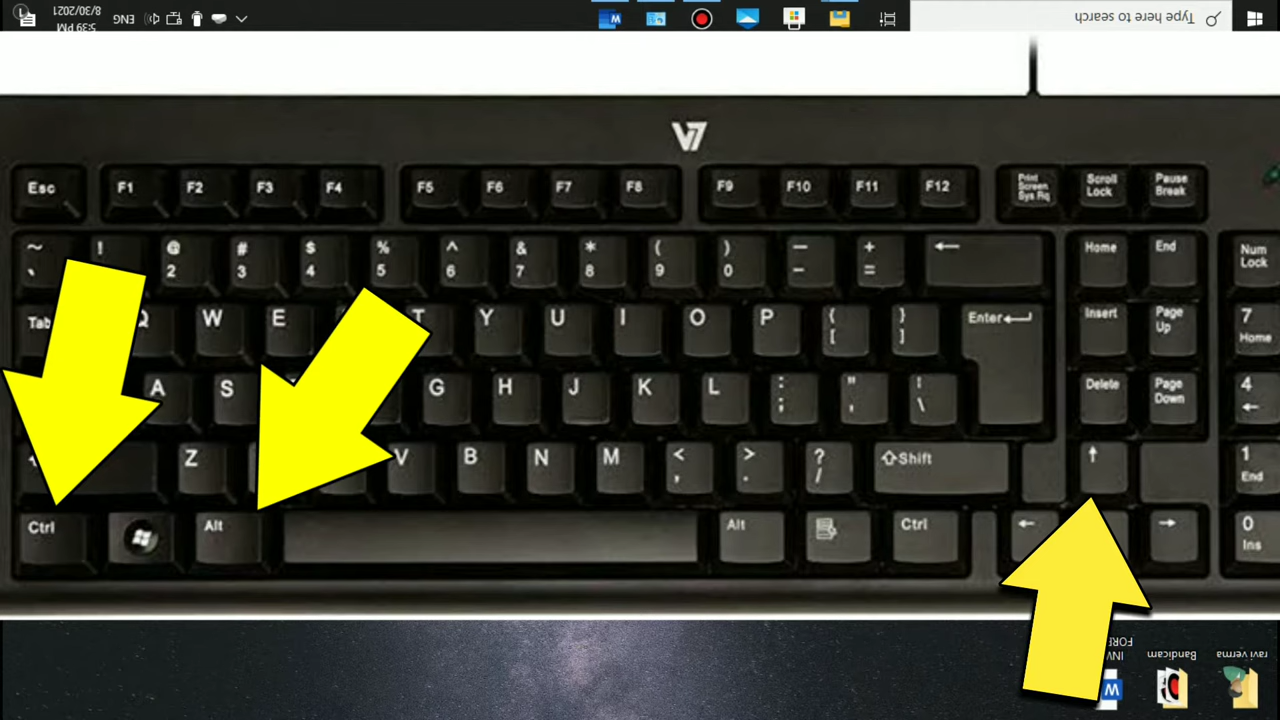 8/30/2021
5:39 PM
ENG
Type here to search
V7
Esc F1 F2 F3 F4 F5 F6 F7 F8 F9 F10 F11 F12 Print Screen Sys Rq Scroll Lock Pause Break
~ ! @ # $ % ^ & * ( ) — + ← Home End Num Lock
` 2 3 4 5 6 7 8 9 0 - =
Tab Q W E T Y U I O P { [ } ] Enter Insert Page Up 7 Home
A S G H J K L : ; " ' | \ Delete Page Down 4 ←
Z V B N M < , > . ? / Shift ↑ 1 End
Ctrl Alt Alt Ctrl ← → 0 Ins
ravi verma
Bandicam
INV
W